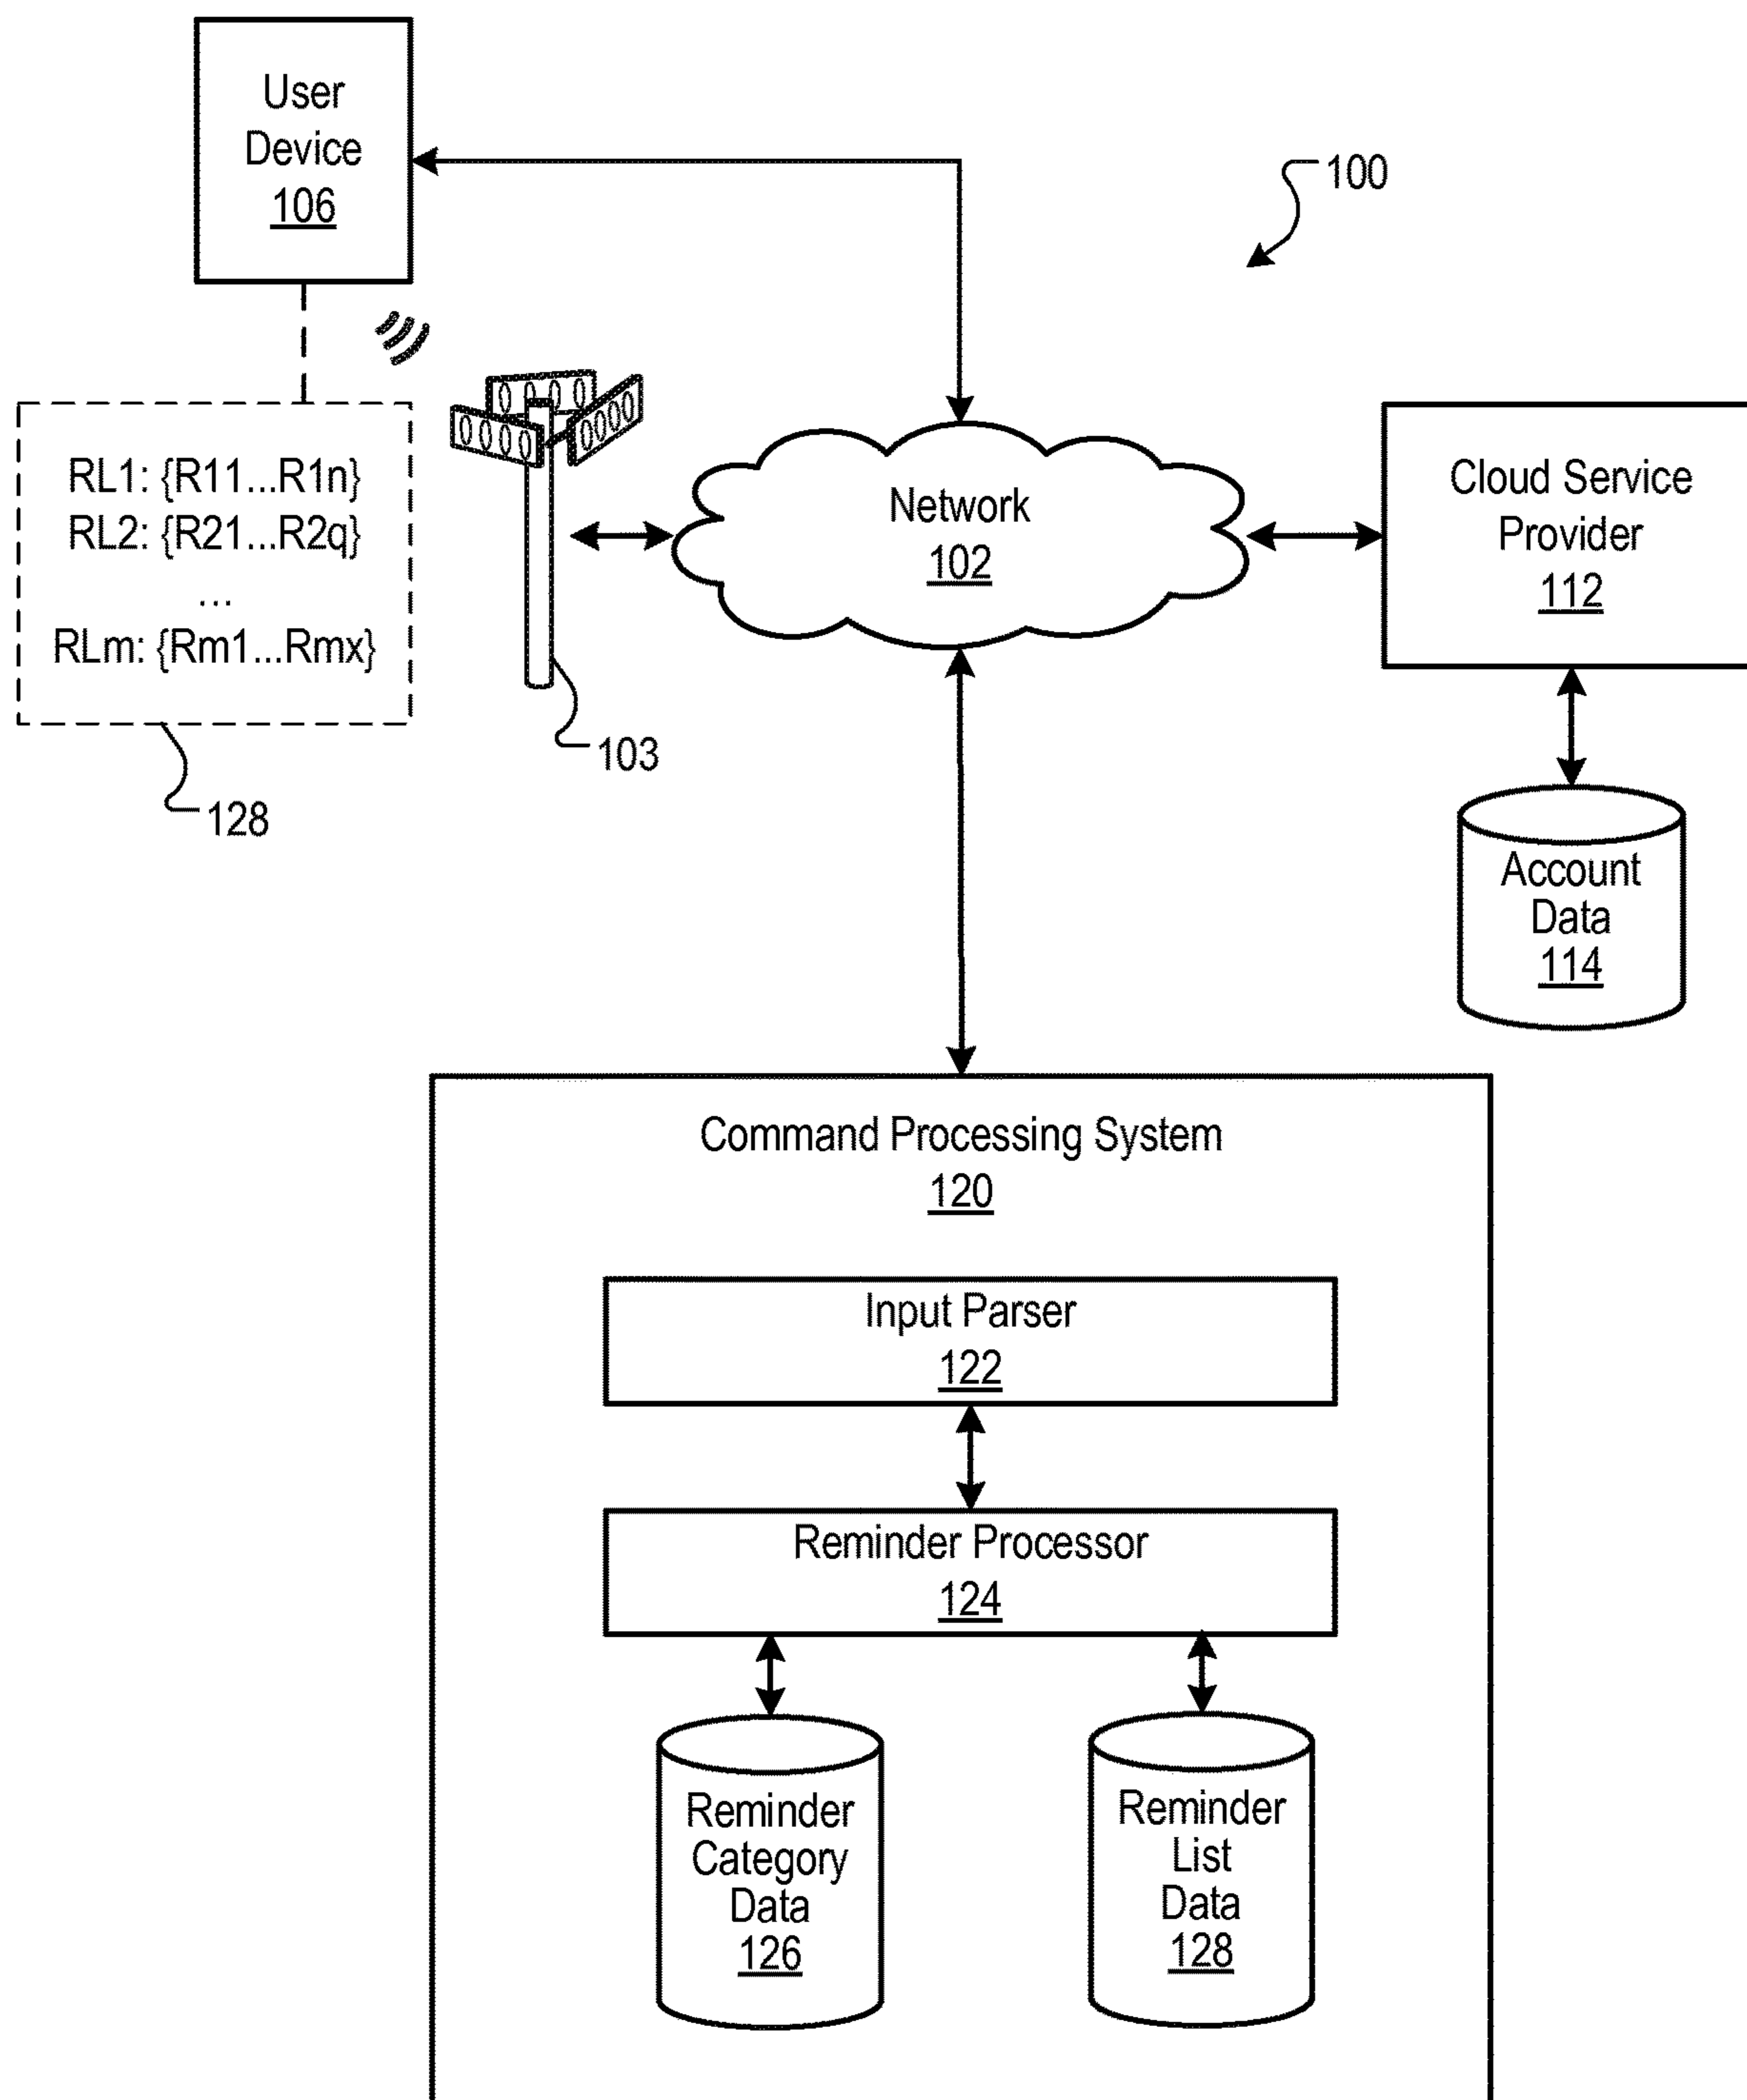 User
Device
106
100
RL1: {R11...R1n}
RL2: {R21...R2q}
...
RLm: {Rm1...Rmx}
128
103
Network
102
Cloud Service
Provider
112
Account
Data
114
Command Processing System
120
Input Parser
122
Reminder Processor
124
Reminder
Category
Data
126
Reminder
List
Data
128